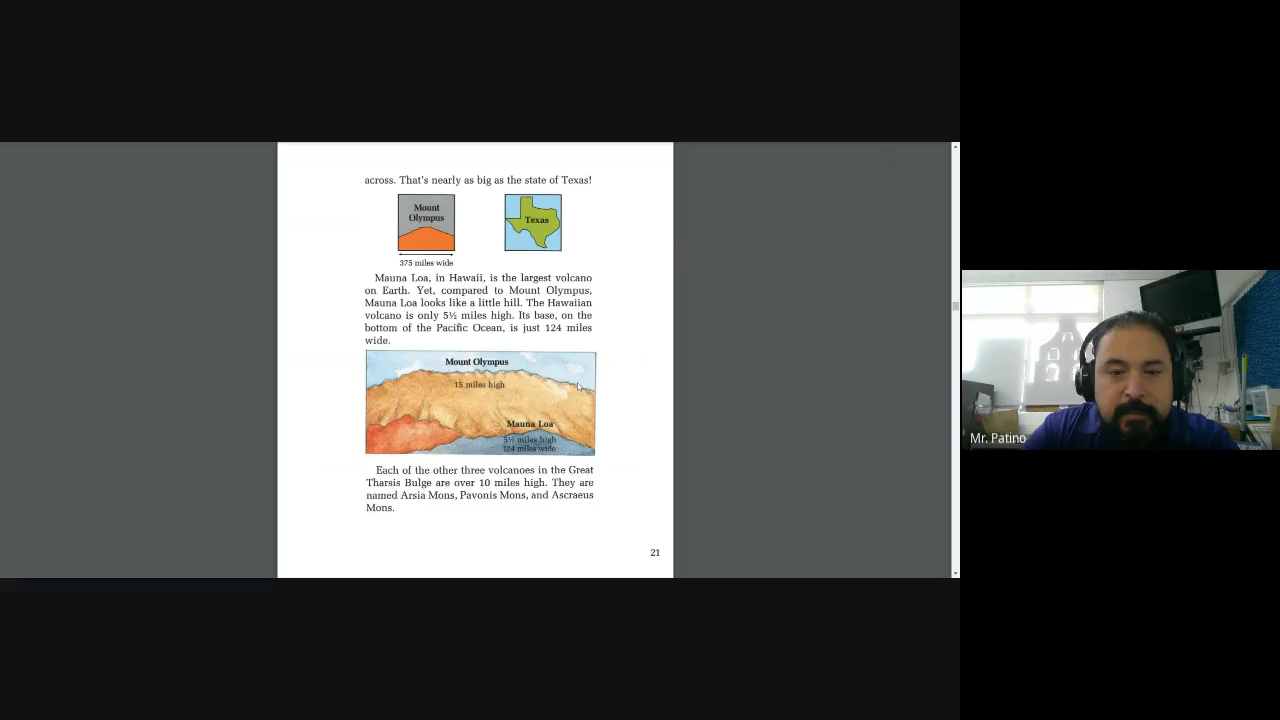 across. That's nearly as big as the state of Texas!
Mount
Olympus
Texas
375 miles wide
Mauna Loa, in Hawaii, is the largest volcano
on Earth. Yet, compared to Mount Olympus,
Mauna Loa looks like a little hill. The Hawaiian
volcano is only 5½ miles high. Its base, on the
bottom of the Pacific Ocean, is just 124 miles
wide.
Mount Olympus
15 miles high
Mauna Loa
5½ miles high
124 miles wide
Each of the other three volcanoes in the Great
Tharsis Bulge are over 10 miles high. They are
named Arsia Mons, Pavonis Mons, and Ascraeus
Mons.
21
Mr. Patino